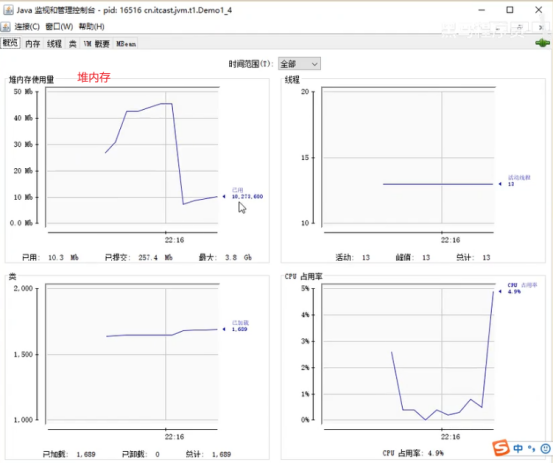 Java 监视和管理控制台 - pid: 16516 cn.itcast.jvm.t1.Demo1_4
连接(C) 窗口(W) 帮助(H)
概览 内存 线程 类 VM 概要 MBean
时间范围(T): 全部
堆内存使用量 堆内存
50 Mb
40 Mb
30 Mb
20 Mb
10 Mb
0.0 Mb
已用
10,273,600
22:16
已用: 10.3 Mb 已提交: 257.4 Mb 最大: 3.8 Gb
线程
20
15
10
活动线程
13
22:16
活动: 13 峰值: 13 总计: 13
类
2,000
1,500
1,000
已加载
1,689
22:16
已加载: 1,689 已卸载: 0 总计: 1,689
CPU 占用率
5%
4%
3%
2%
1%
0%
CPU 占用率
4.9%
22:16
CPU 占用率: 4.9%
中